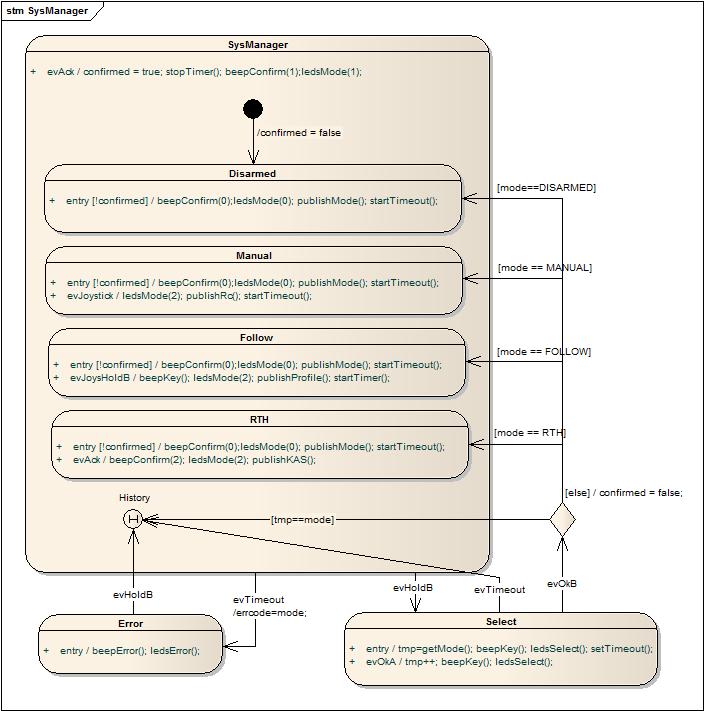 stm SysManager
SysManager
+ evAck / confirmed = true; stopTimer(); beepConfirm(1);ledsMode(1);
/confirmed = false
Disarmed
[mode==DISARMED]
+ entry [!confirmed] / beepConfirm(0);ledsMode(0); publishMode(); startTimeout();
Manual
[mode == MANUAL]
+ entry [!confirmed] / beepConfirm(0);ledsMode(0); publishMode(); startTimeout();
+ evJoystick / ledsMode(2); publishRc(); startTimeout();
Follow
[mode == FOLLOW]
+ entry [!confirmed] / beepConfirm(0);ledsMode(0); publishMode(); startTimeout();
+ evJoysHoldB / beepKey(); ledsMode(2); publishProfile(); startTimer();
RTH
[mode == RTH]
+ entry [!confirmed] / beepConfirm(0);ledsMode(0); publishMode(); startTimeout();
+ evAck / beepConfirm(2); ledsMode(2); publishKAS();
History
[else] / confirmed = false;
H
[tmp==mode]
evHoldB
evTimeout
/errcode=mode;
evHoldB
evTimeout
evOkB
Error
+ entry / beepError(); ledsError();
Select
+ entry / tmp=getMode(); beepKey(); ledsSelect(); setTimeout();
+ evOkA / tmp++; beepKey(); ledsSelect();